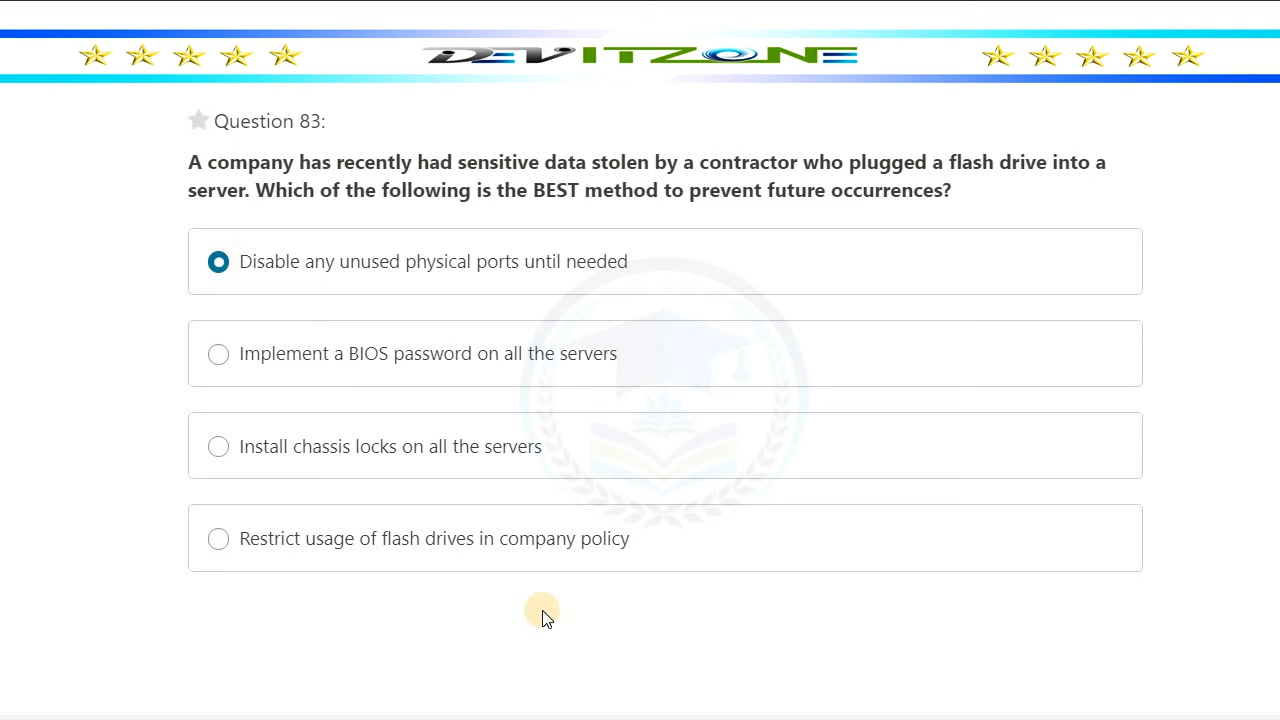 DEVITZONE
Question 83:
A company has recently had sensitive data stolen by a contractor who plugged a flash drive into a
server. Which of the following is the BEST method to prevent future occurrences?
Disable any unused physical ports until needed
Implement a BIOS password on all the servers
Install chassis locks on all the servers
Restrict usage of flash drives in company policy